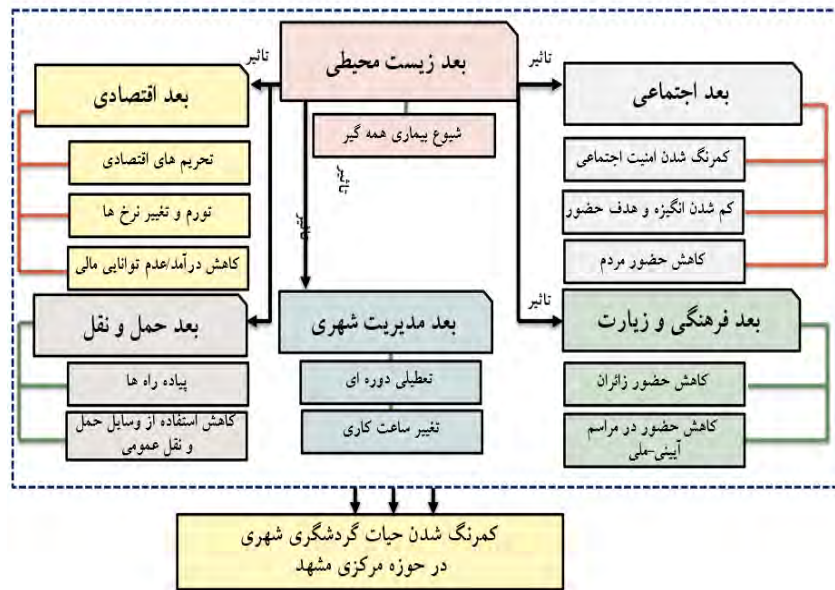 بعد زیست محیطی
شیوع بیماری همه گیر
تاثیر
تاثیر
تاثیر
تاثیر
تاثیر
بعد اجتماعی
کمرنگ شدن امنیت اجتماعی
کم شدن انگیزه و هدف حضور
کاهش حضور مردم
بعد اقتصادی
تحریم های اقتصادی
تورم و تغییر نرخ ها
کاهش درآمد/عدم توانایی مالی
بعد فرهنگی و زیارت
کاهش حضور زائران
کاهش حضور در مراسم
آیینی-ملی
بعد مدیریت شهری
تعطیلی دوره ای
تغییر ساعت کاری
بعد حمل و نقل
پیاده راه ها
کاهش استفاده از وسایل حمل
و نقل عمومی
کمرنگ شدن حیات گردشگری شهری
در حوزه مرکزی مشهد